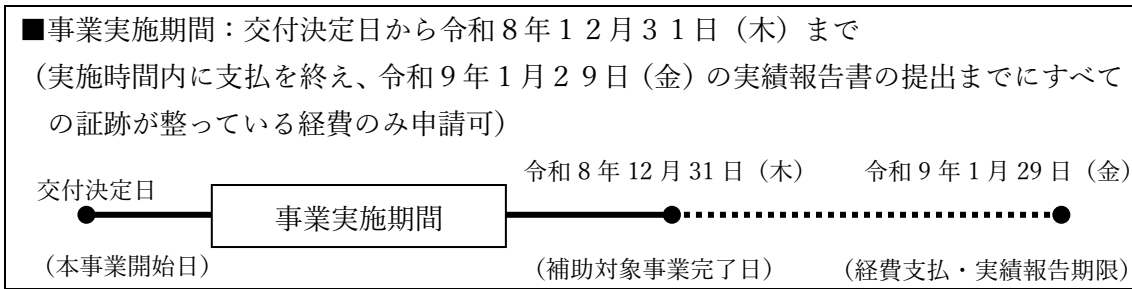 ■事業実施期間：交付決定日から令和８年１２月３１日（木）まで
（実施時間内に支払を終え、令和９年１月２９日（金）の実績報告書の提出までにすべて
の証跡が整っている経費のみ申請可）
令和８年12月31日（木）　令和９年１月29日（金）
交付決定日
事業実施期間
（本事業開始日）　（補助対象事業完了日）　（経費支払・実績報告期限）